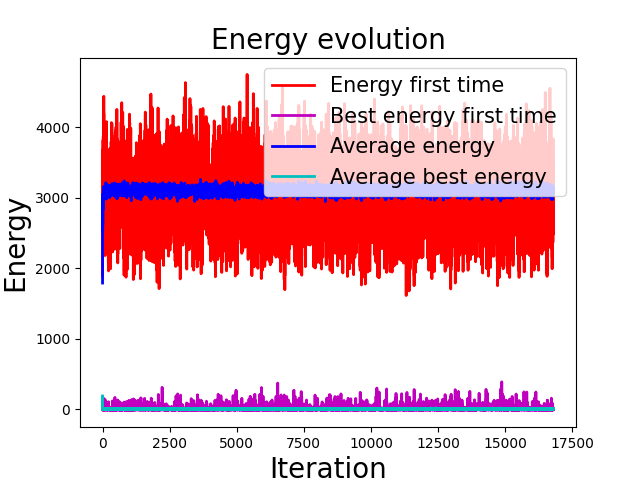 Energy evolution
Energy first time
Best energy first time
Average energy
Average best energy
Energy
4000
3000
2000
1000
0
0 2500 5000 7500 10000 12500 15000 17500
Iteration